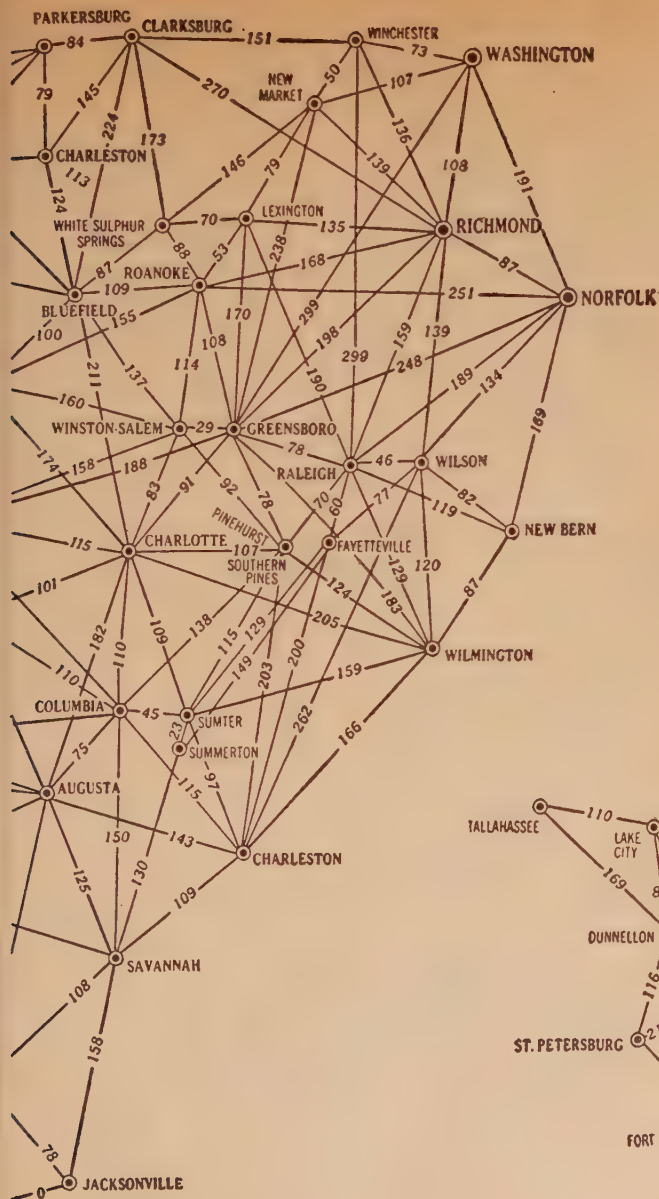 PARKERSBURG
84
CLARKSBURG
151
WINCHESTER
73
WASHINGTON
79
145
224
173
270
NEW
MARKET
50
107
136
CHARLESTON
113
124
146
79
139
108
191
WHITE SULPHUR
SPRINGS
70
LEXINGTON
135
RICHMOND
87
88
53
238
ROANOKE
168
87
BLUEFIELD
109
251
NORFOLK
100
155
170
299
198
159
139
211
137
114
108
190
299
248
189
134
169
160
WINSTON-SALEM
29
GREENSBORO
78
RALEIGH
46
WILSON
174
158
188
83
91
92
78
70
60
77
119
82
NEW BERN
115
CHARLOTTE
107
PINEHURST
SOUTHERN
PINES
FAYETTEVILLE
129
120
87
101
124
183
182
110
109
138
115
129
149
205
WILMINGTON
203
200
262
159
166
110
COLUMBIA
45
SUMTER
23
SUMMERTON
75
97
115
AUGUSTA
143
150
130
CHARLESTON
125
109
SAVANNAH
108
158
78
JACKSONVILLE
0
TALLAHASSEE
110
LAKE
CITY
169
8
DUNNELLON
116
ST. PETERSBURG
21
FORT